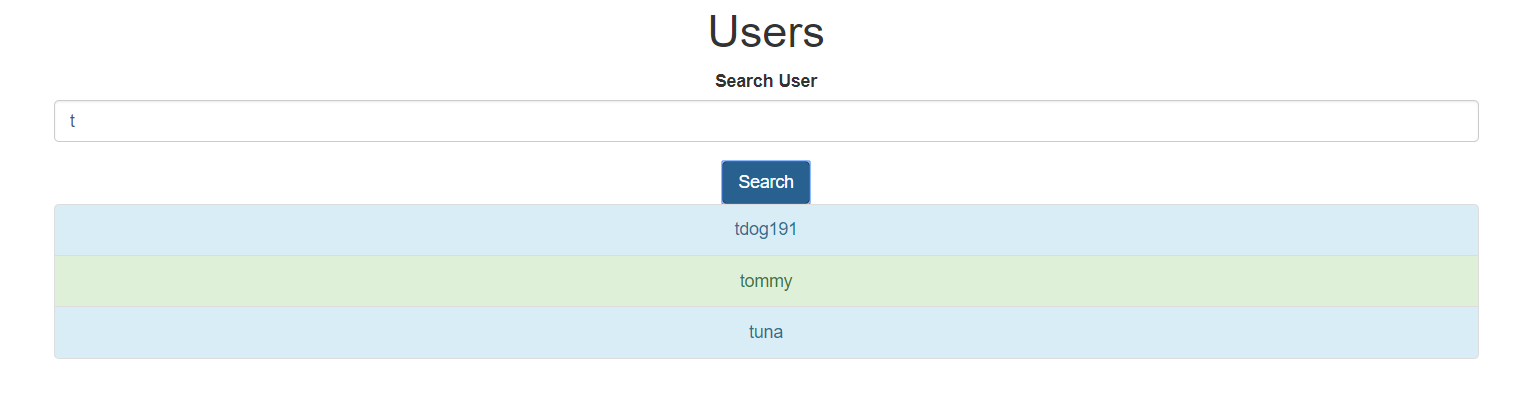 Users
Search User
t
Search
tdog191
tommy
tuna